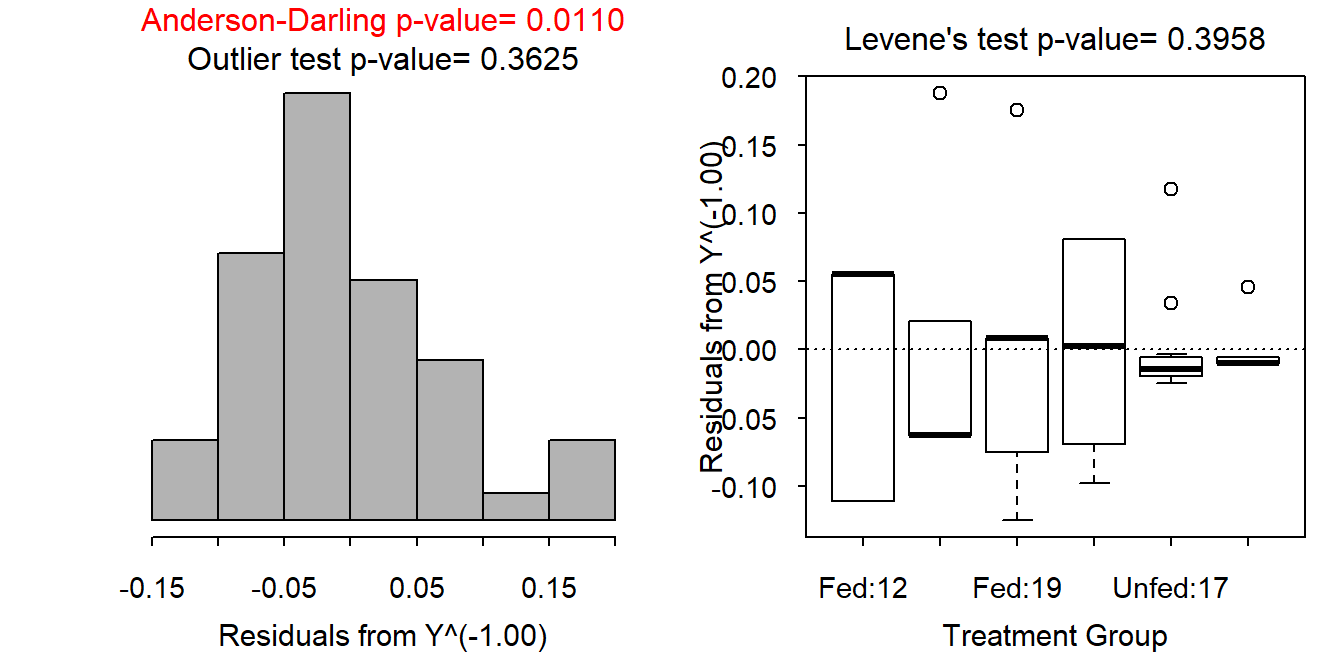 Anderson-Darling p-value= 0.0110
Outlier test p-value= 0.3625
-0.15 -0.05 0.05 0.15
Residuals from Y^(-1.00)
Levene's test p-value= 0.3958
0.20
0.15
0.10
0.05
0.00
-0.05
-0.10
Residuals from Y^(-1.00)
Fed:12 Fed:19 Unfed:17
Treatment Group